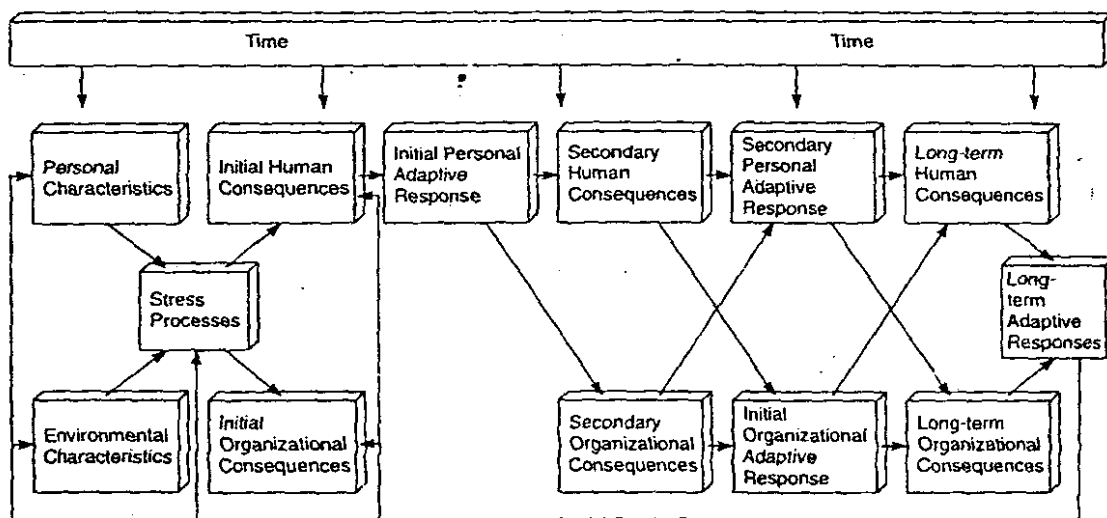 Time
Time
Personal
Characteristics
Initial Human
Consequences
Initial Personal
Adaptive
Response
Secondary
Human
Consequences
Secondary
Personal
Adaptive
Response
Long-term
Human
Consequences
Stress
Processes
Long-
term
Adaptive
Responses
Environmental
Characteristics
Initial
Organizational
Consequences
Secondary
Organizational
Consequences
Initial
Organizational
Adaptive
Response
Long-term
Organizational
Consequences